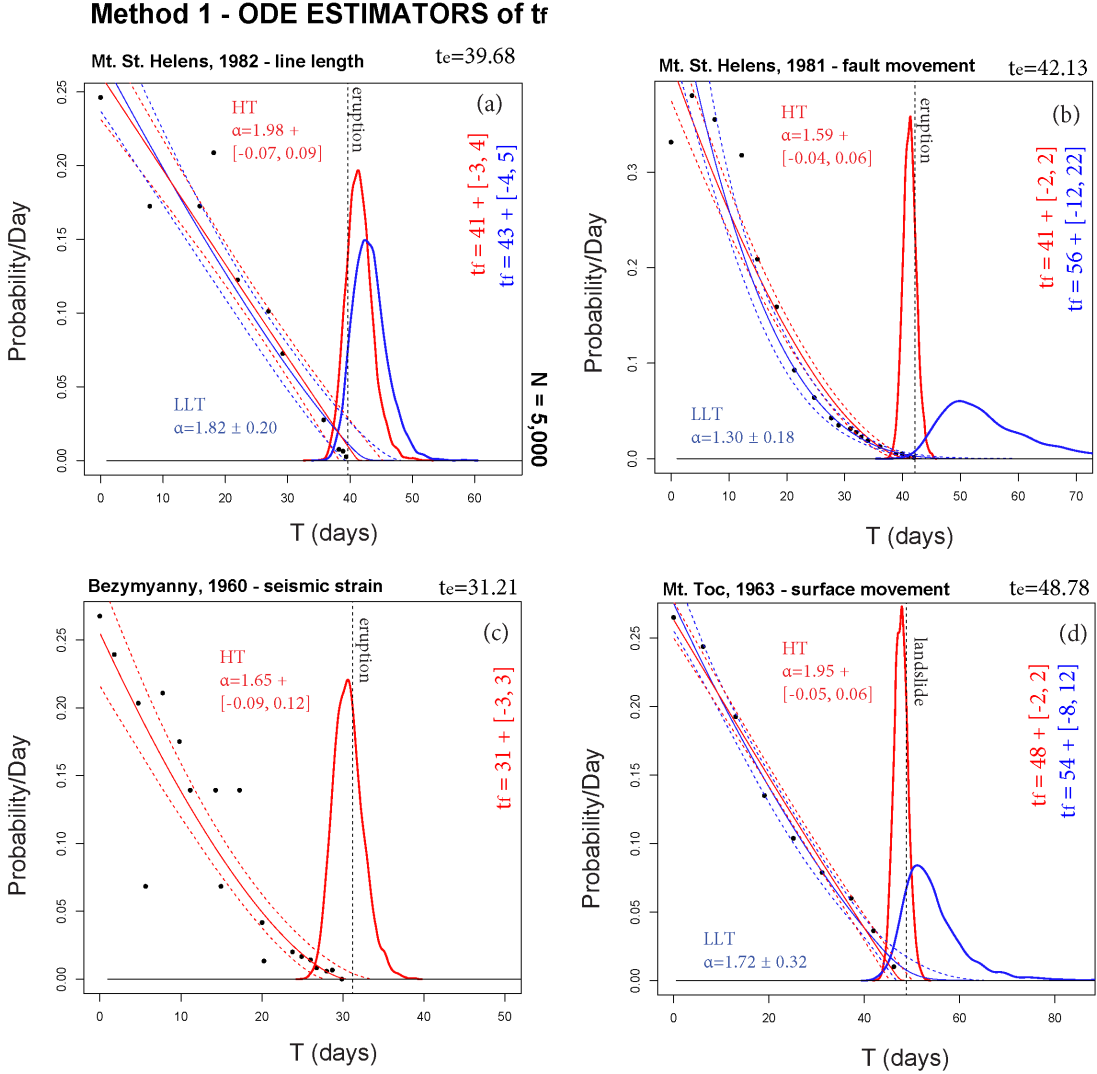 Method 1 - ODE ESTIMATORS of tf
Mt. St. Helens, 1982 - line length
te=39.68
(a)
HT
α=1.98 +
[-0.07, 0.09]
eruption
tf = 41 + [-3, 4]
tf = 43 + [-4, 5]
LLT
α=1.82 ± 0.20
Probability/Day
0.00
0.05
0.10
0.15
0.20
0.25
0
10
20
30
40
50
60
T (days)
N = 5,000
Mt. St. Helens, 1981 - fault movement
te=42.13
(b)
HT
α=1.59 +
[-0.04, 0.06]
eruption
tf = 41 + [-2, 2]
tf = 56 + [-12, 22]
LLT
α=1.30 ± 0.18
Probability/Day
0.0
0.1
0.2
0.3
0
10
20
30
40
50
60
70
T (days)
Bezymyanny, 1960 - seismic strain
te=31.21
(c)
HT
α=1.65 +
[-0.09, 0.12]
eruption
tf = 31 + [-3, 3]
Probability/Day
0.00
0.05
0.10
0.15
0.20
0.25
0
10
20
30
40
50
T (days)
Mt. Toc, 1963 - surface movement
te=48.78
(d)
HT
α=1.95 +
[-0.05, 0.06]
landslide
tf = 48 + [-2, 2]
tf = 54 + [-8, 12]
LLT
α=1.72 ± 0.32
Probability/Day
0.00
0.05
0.10
0.15
0.20
0.25
0
20
40
60
80
T (days)